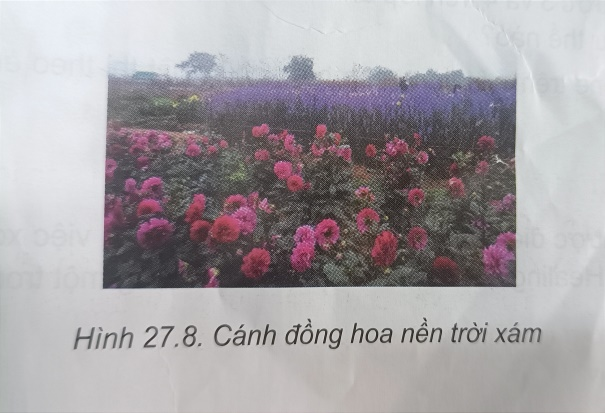 Hình 27.8. Cánh đồng hoa nền trời xám